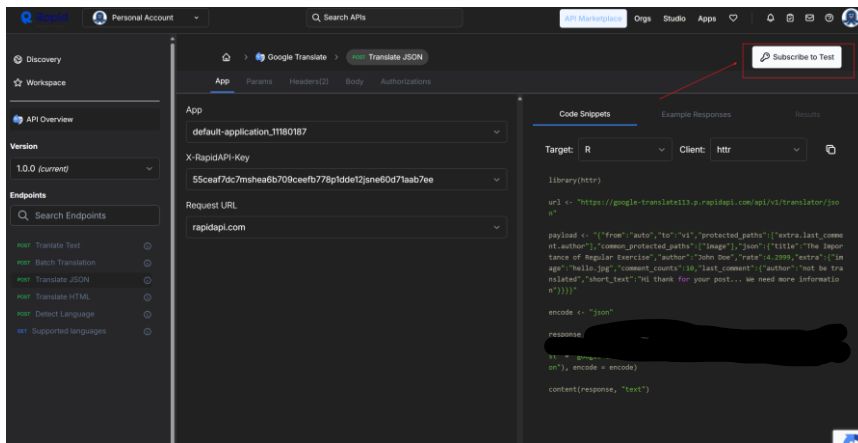 Rapid
Personal Account
Search APIs
API Marketplace
Orgs
Studio
Apps
Discovery
Workspace
API Overview
Version
1.0.0 (current)
Endpoints
Search Endpoints
POST Tranlate Text
POST Batch Translation
POST Translate JSON
POST Translate HTML
POST Detect Language
GET Supported languages
Google Translate
POST Translate JSON
Subscribe to Test
App
Params
Headers(2)
Body
Authorizations
App
default-application_11180187
X-RapidAPI-Key
55ceaf7dc7mshea6b709ceefb778p1dde12jsne60d71aab7ee
Request URL
rapidapi.com
Code Snippets
Example Responses
Results
Target:
R
Client:
httr
library(httr)
url <- "https://google-translate113.p.rapidapi.com/api/v1/translator/jso
n"
payload <- "{"from":"auto","to":"vi","protected_paths":["extra.last_comme
nt.author"],"common_protected_paths":["image"],"json":{"title":"The Impor
tance of Regular Exercise","author":"John Doe","rate":4.2999,"extra":{"im
age":"hello.jpg","comment_counts":10,"last_comment":{"author":"not be tra
nslated","short_text":"Hi thank for your post... We need more informatio
n"}}}}"
encode <- "json"
response
on"), encode = encode)
content(response, "text")